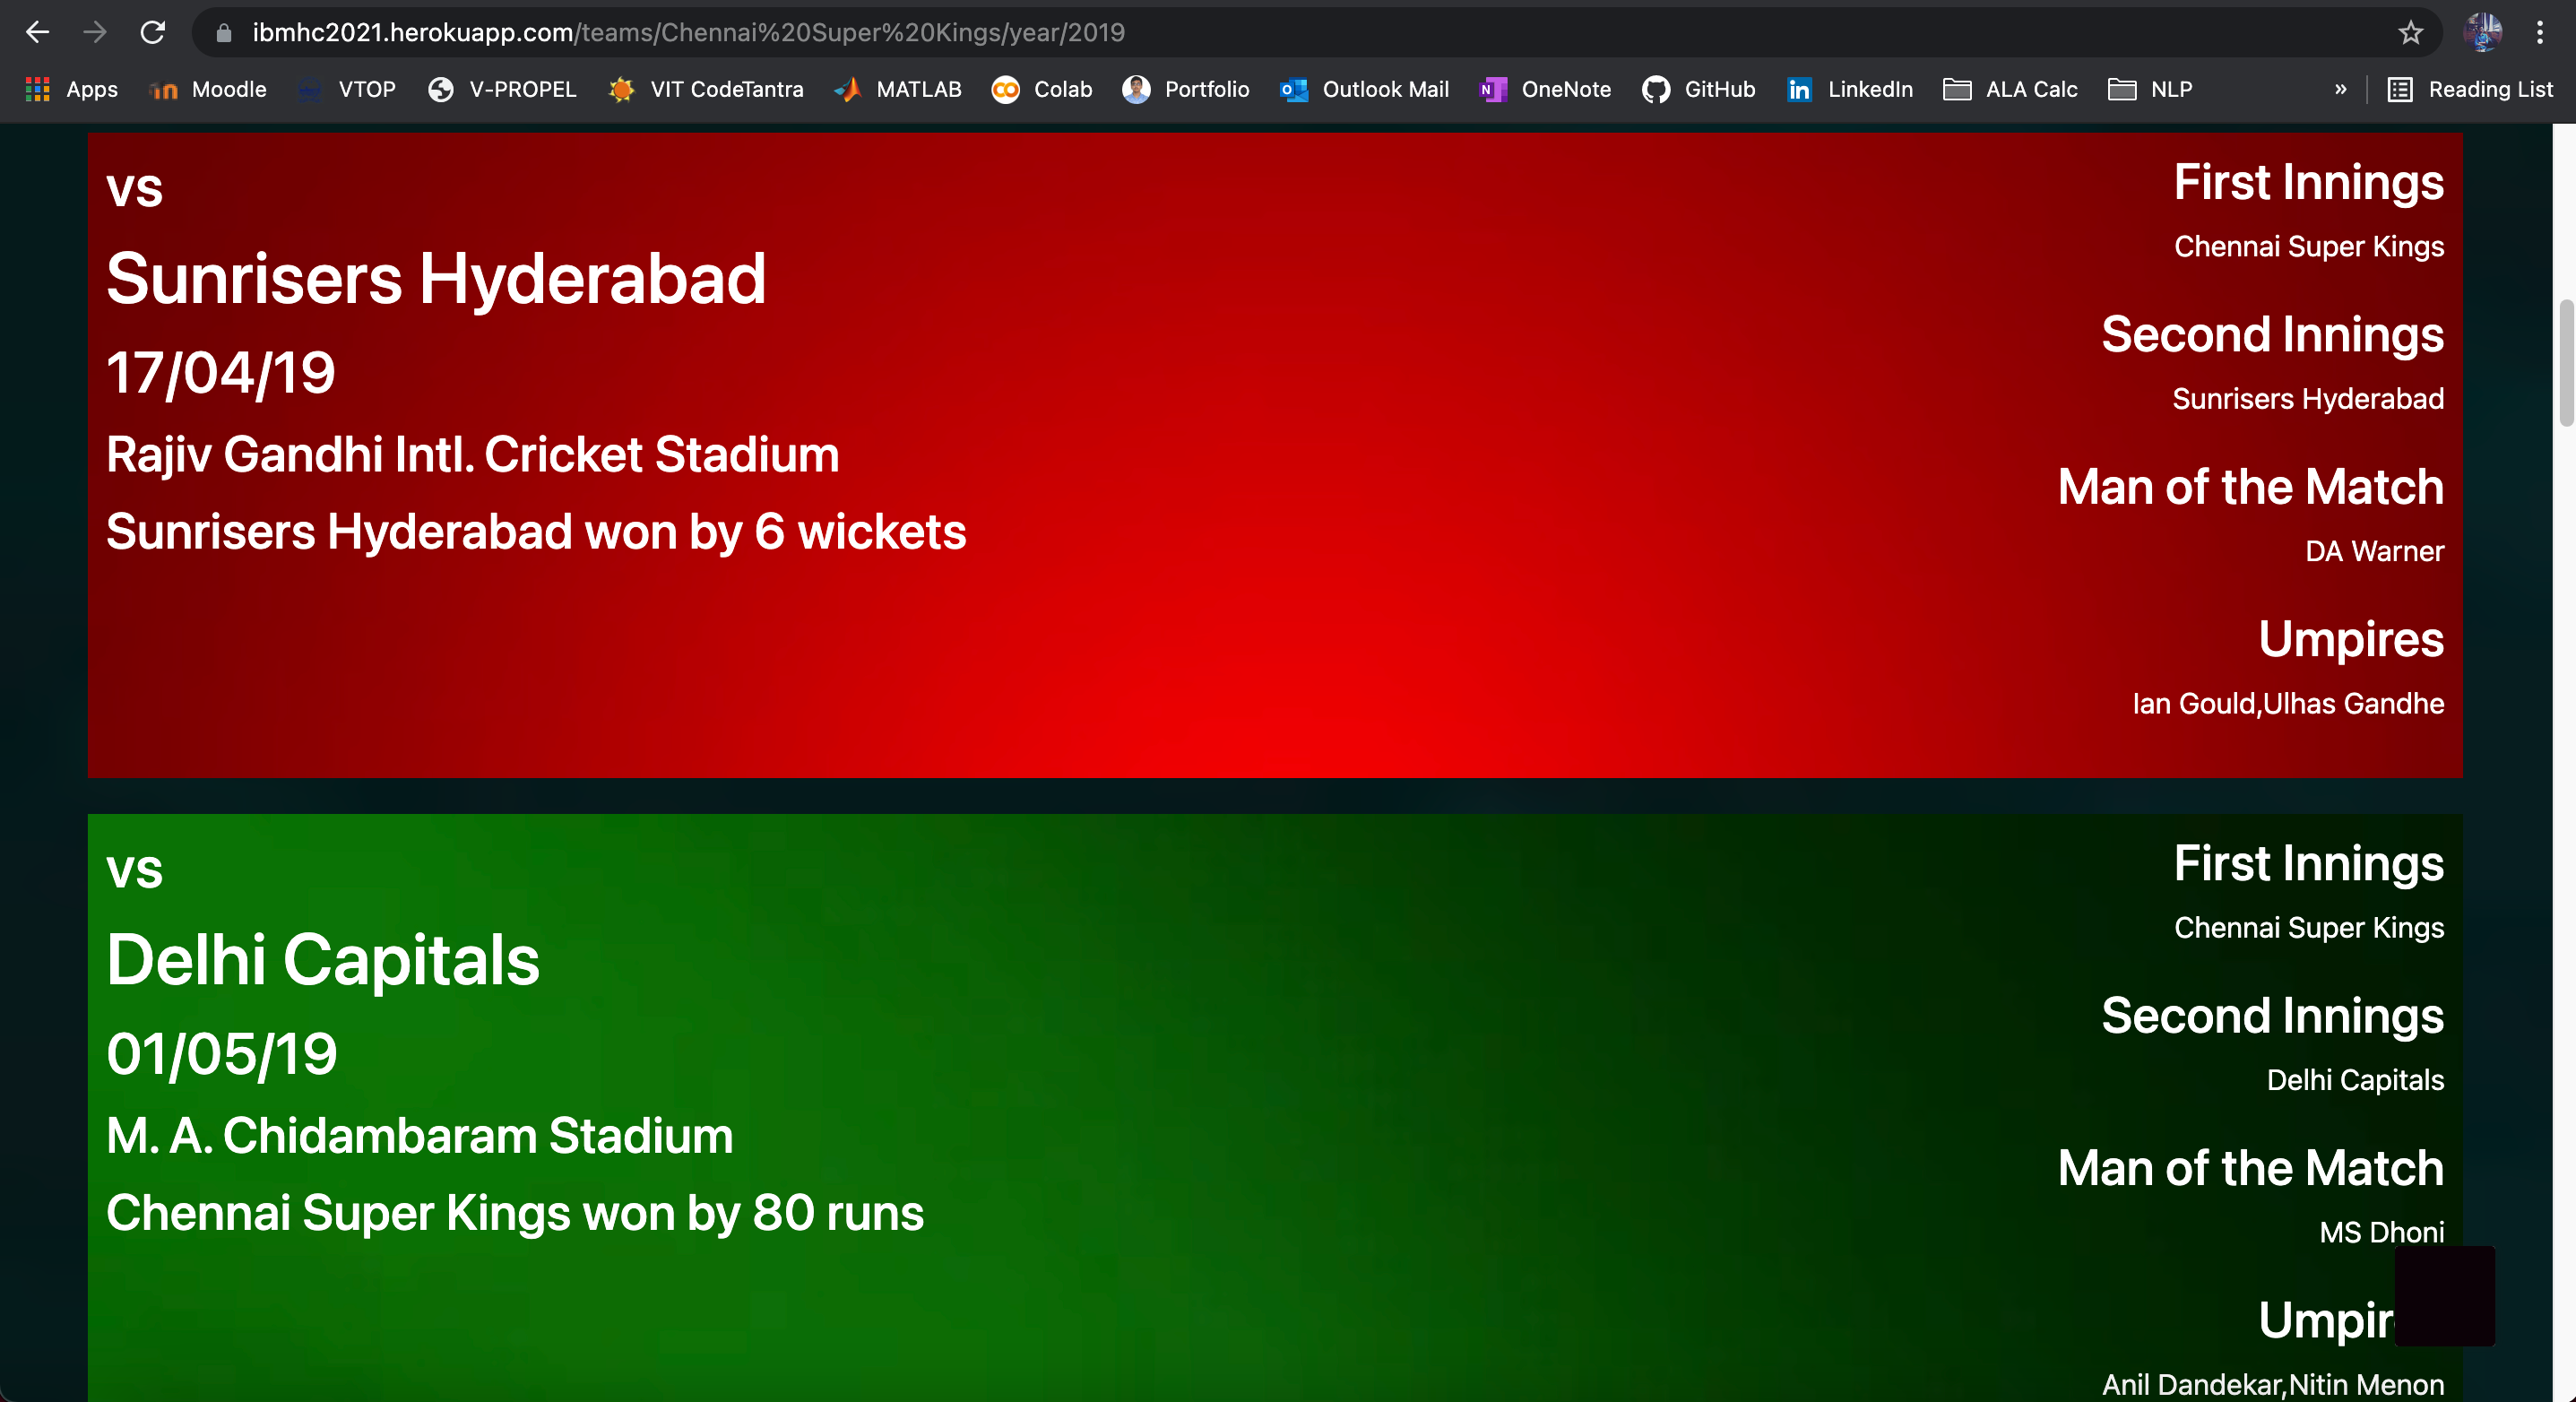 ibmhc2021.herokuapp.com/teams/Chennai%20Super%20Kings/year/2019
Apps Moodle VTOP V-PROPEL VIT CodeTantra MATLAB Colab Portfolio Outlook Mail OneNote GitHub LinkedIn ALA Calc NLP » Reading List
vs
Sunrisers Hyderabad
17/04/19
Rajiv Gandhi Intl. Cricket Stadium
Sunrisers Hyderabad won by 6 wickets
First Innings
Chennai Super Kings
Second Innings
Sunrisers Hyderabad
Man of the Match
DA Warner
Umpires
Ian Gould,Ulhas Gandhe
vs
Delhi Capitals
01/05/19
M. A. Chidambaram Stadium
Chennai Super Kings won by 80 runs
First Innings
Chennai Super Kings
Second Innings
Delhi Capitals
Man of the Match
MS Dhoni
Anil Dandekar,Nitin Menon